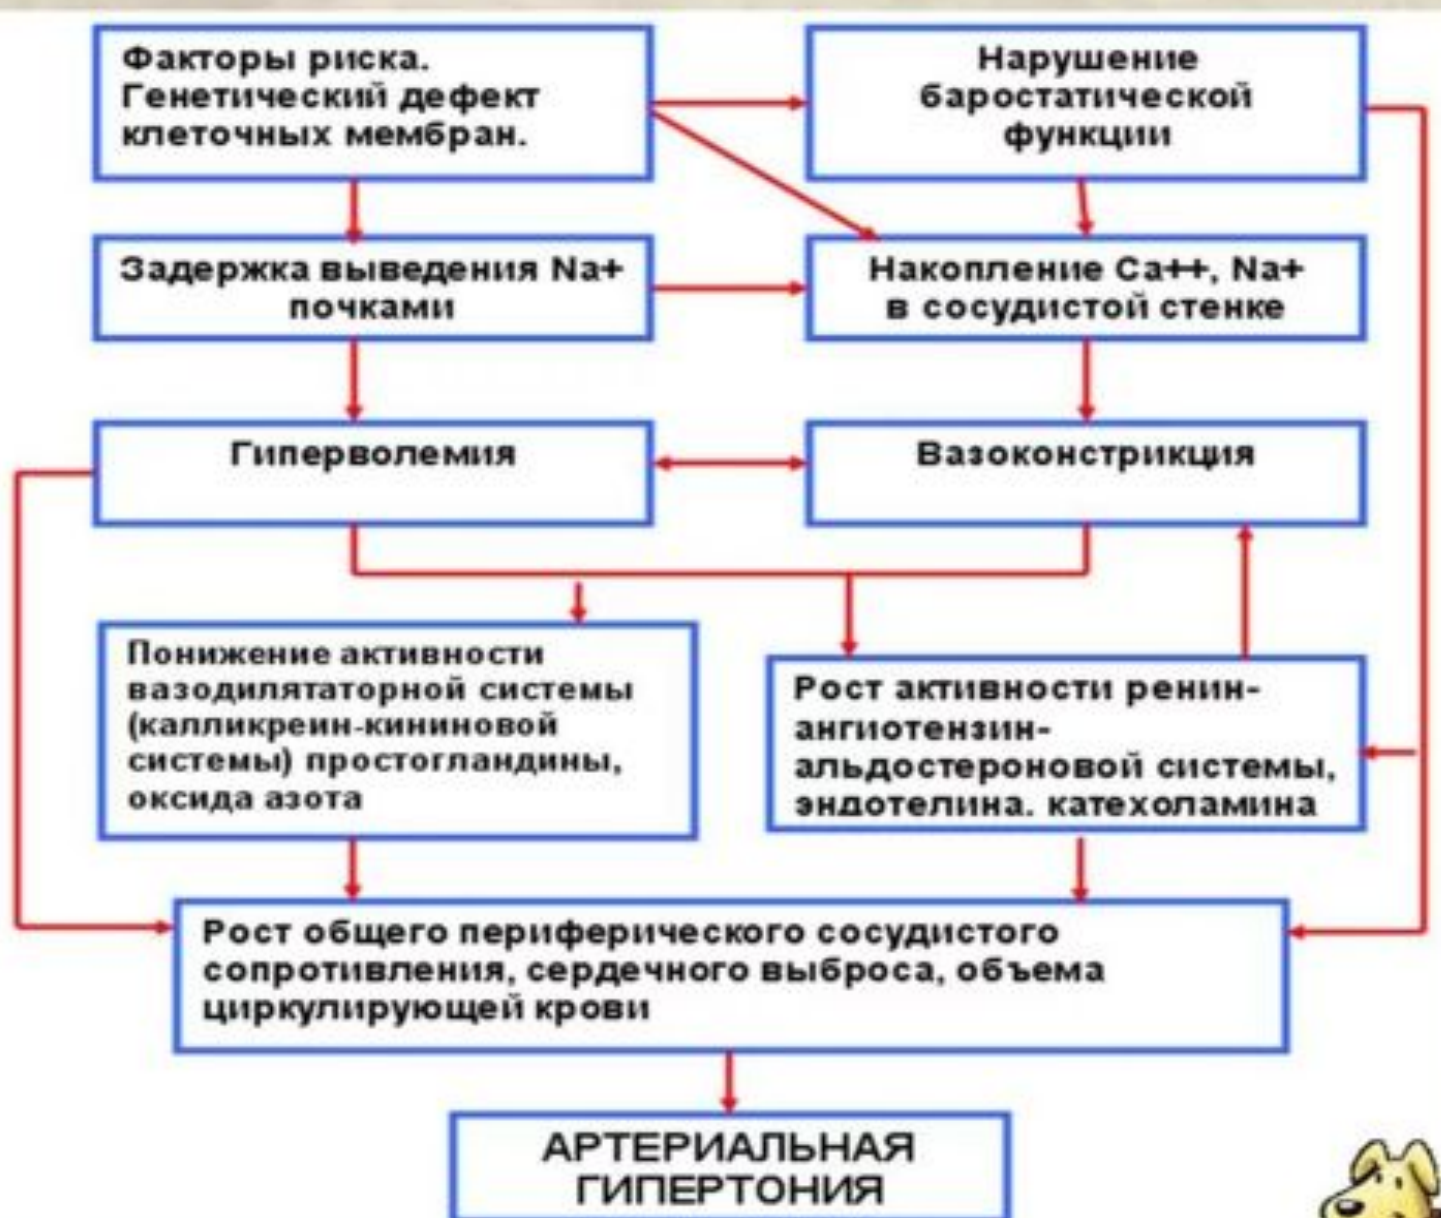 Факторы риска.
Генетический дефект
клеточных мембран.
Нарушение
баростатической
функции
Задержка выведения Na+
почками
Накопление Ca++, Na+
в сосудистой стенке
Гиперволемия
Вазоконстрикция
Понижение активности
вазодилятаторной системы
(калликреин-кининовой
системы) простогландины,
оксида азота
Рост активности ренин-
ангиотензин-
альдостероновой системы,
эндотелина. катехоламина
Рост общего периферического сосудистого
сопротивления, сердечного выброса, объема
циркулирующей крови
АРТЕРИАЛЬНАЯ
ГИПЕРТОНИЯ